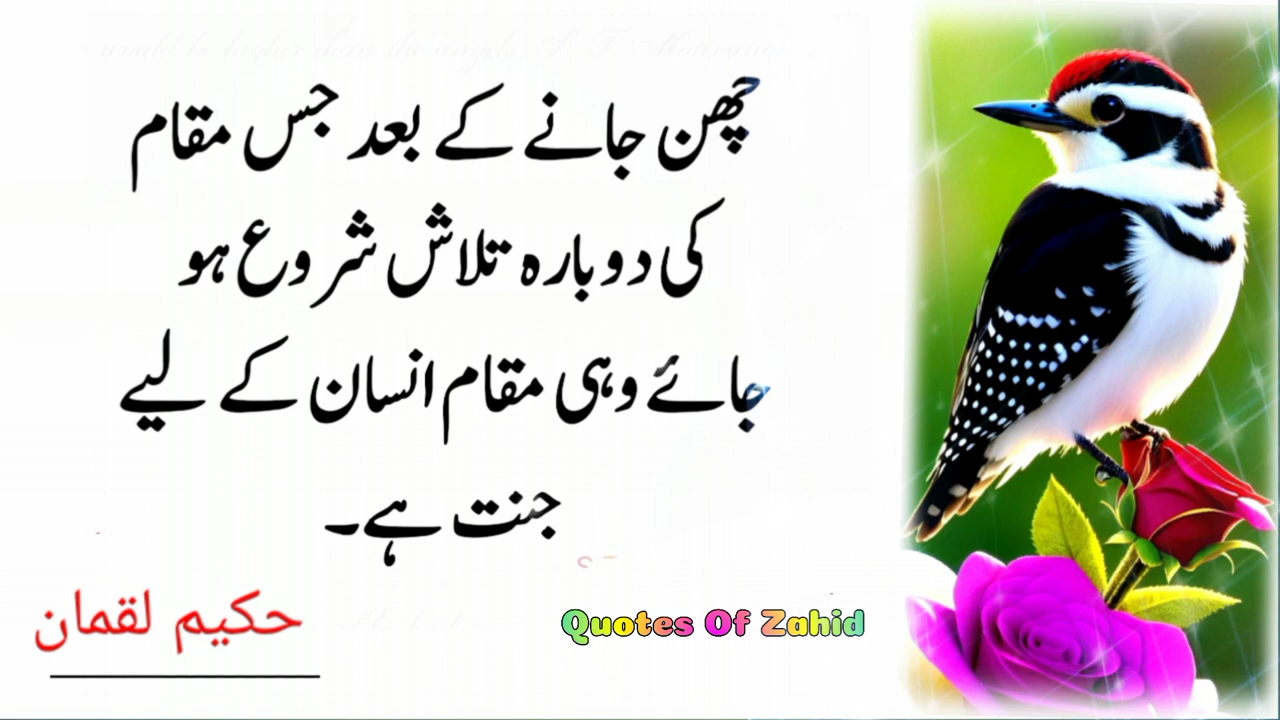 چھن جانے کے بعد جس مقام
کی دوبارہ تلاش شروع ہو
جائے وہی مقام انسان کے لیے
جنت ہے۔
حکیم لقمان
Quotes Of Zahid